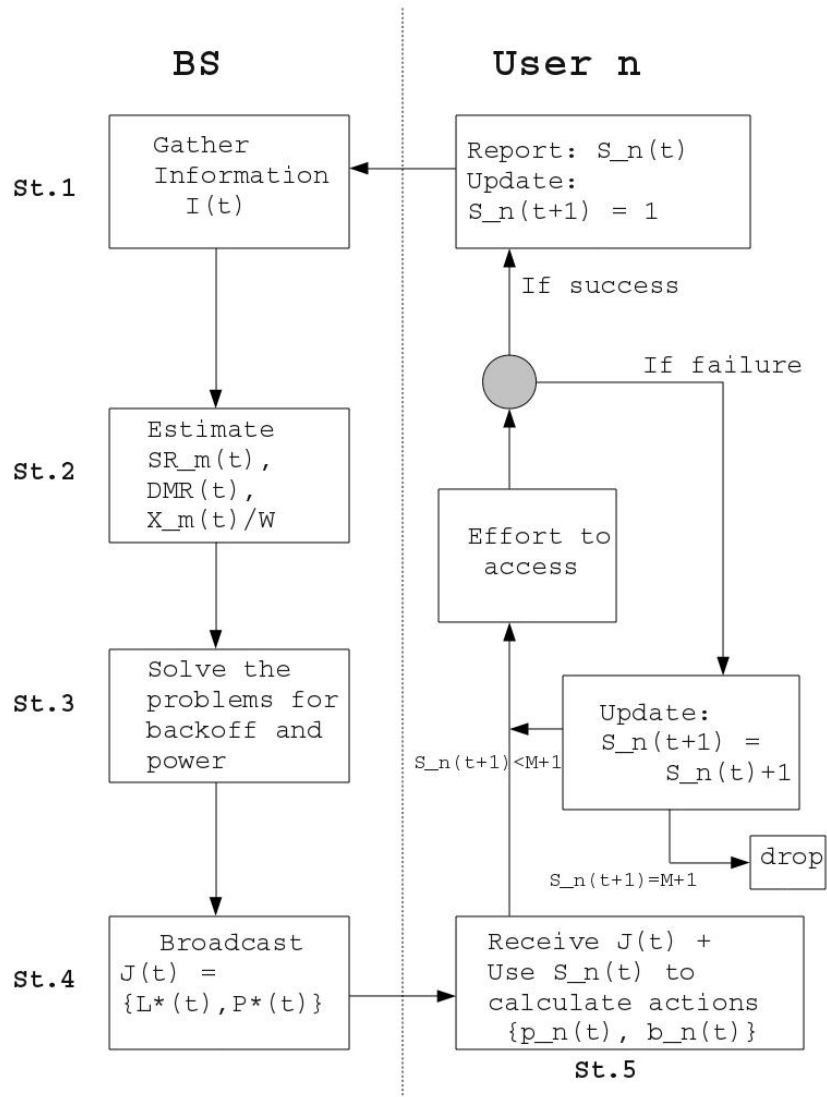 BS
User n
St.1
Gather
Information
I(t)
Report: S_n(t)
Update:
S_n(t+1) = 1
If success
If failure
St.2
Estimate
SR_m(t),
DMR(t),
X_m(t)/W
Effort to
access
St.3
Solve the
problems for
backoff and
power
Update:
S_n(t+1) =
S_n(t)+1
S_n(t+1)<M+1
drop
S_n(t+1)=M+1
St.4
Broadcast
J(t) =
{L*(t),P*(t)}
Receive J(t) +
Use S_n(t) to
calculate actions
{p_n(t), b_n(t)}
St.5